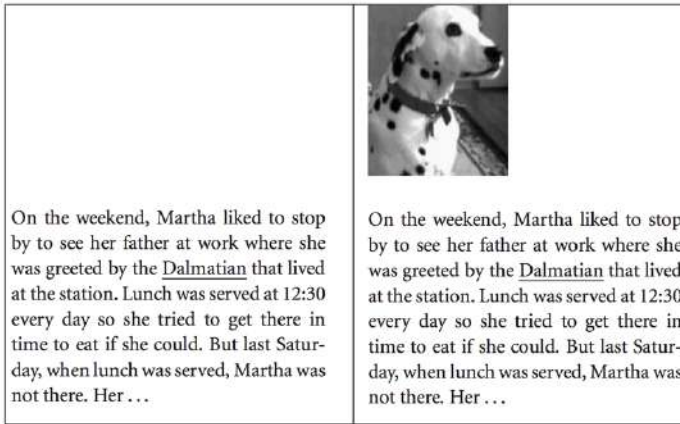 On the weekend, Martha liked to stop
by to see her father at work where she
was greeted by the Dalmatian that lived
at the station. Lunch was served at 12:30
every day so she tried to get there in
time to eat if she could. But last Satur-
day, when lunch was served, Martha was
not there. Her . . .
On the weekend, Martha liked to stop
by to see her father at work where she
was greeted by the Dalmatian that lived
at the station. Lunch was served at 12:30
every day so she tried to get there in
time to eat if she could. But last Satur-
day, when lunch was served, Martha was
not there. Her . . .